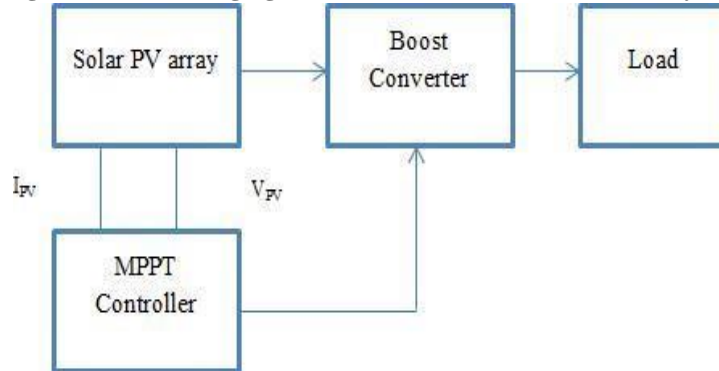 Solar PV array
Boost
Converter
Load
I_PV
V_PV
MPPT
Controller